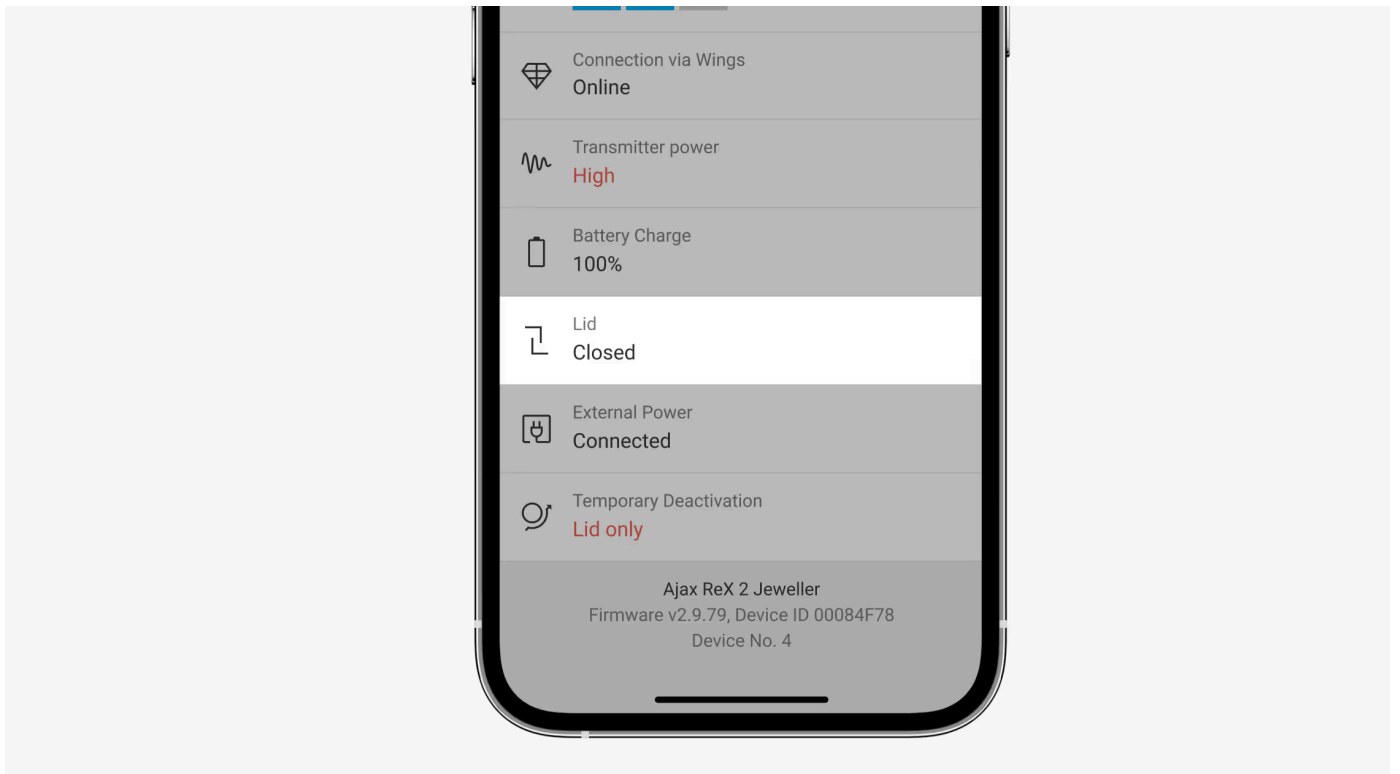 Connection via Wings
Online
Transmitter power
High
Battery Charge
100%
Lid
Closed
External Power
Connected
Temporary Deactivation
Lid only
Ajax ReX 2 Jeweller
Firmware v2.9.79, Device ID 00084F78
Device No. 4